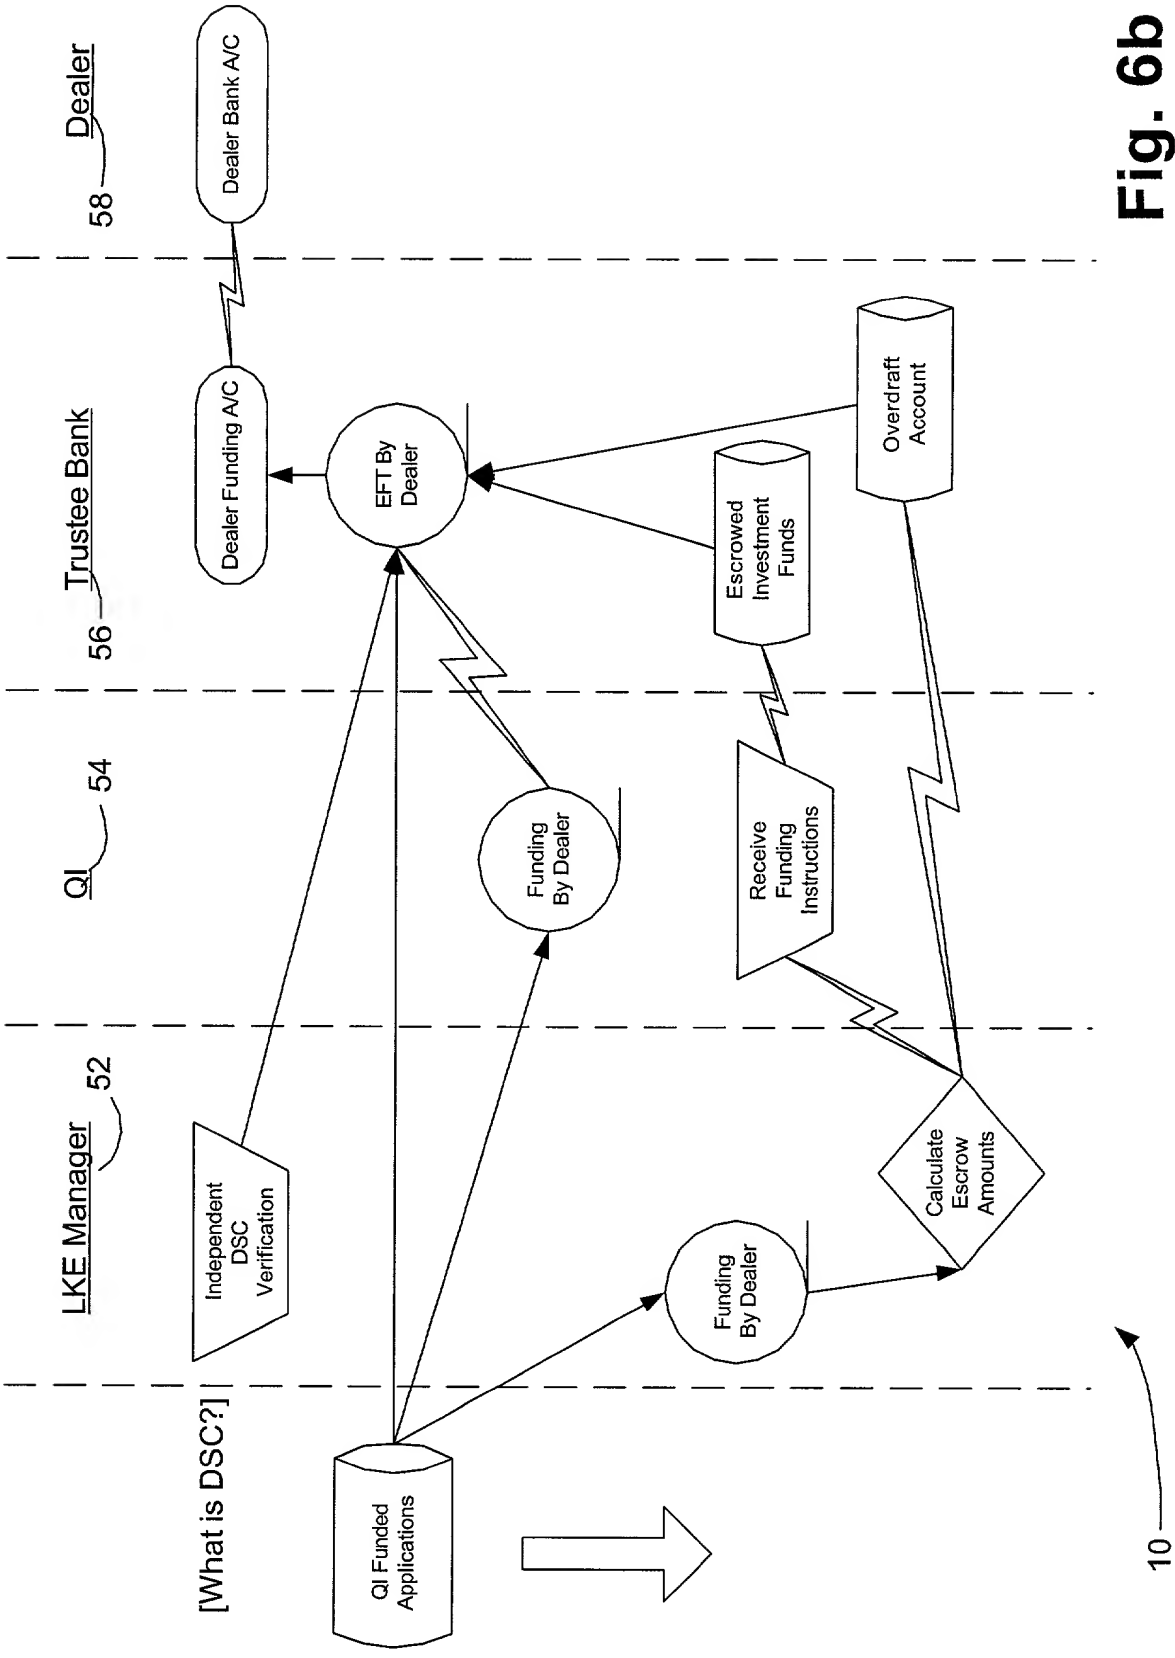 LKE Manager
52
QI
54
Trustee Bank
56
Dealer
58
[What is DSC?]
Independent
DSC
Verification
Dealer Funding A/C
Dealer Bank A/C
QI Funded
Applications
EFT By
Dealer
Funding
By Dealer
Funding
By Dealer
Receive
Funding
Instructions
Escrowed
Investment
Funds
Calculate
Escrow
Amounts
Overdraft
Account
10
Fig. 6b